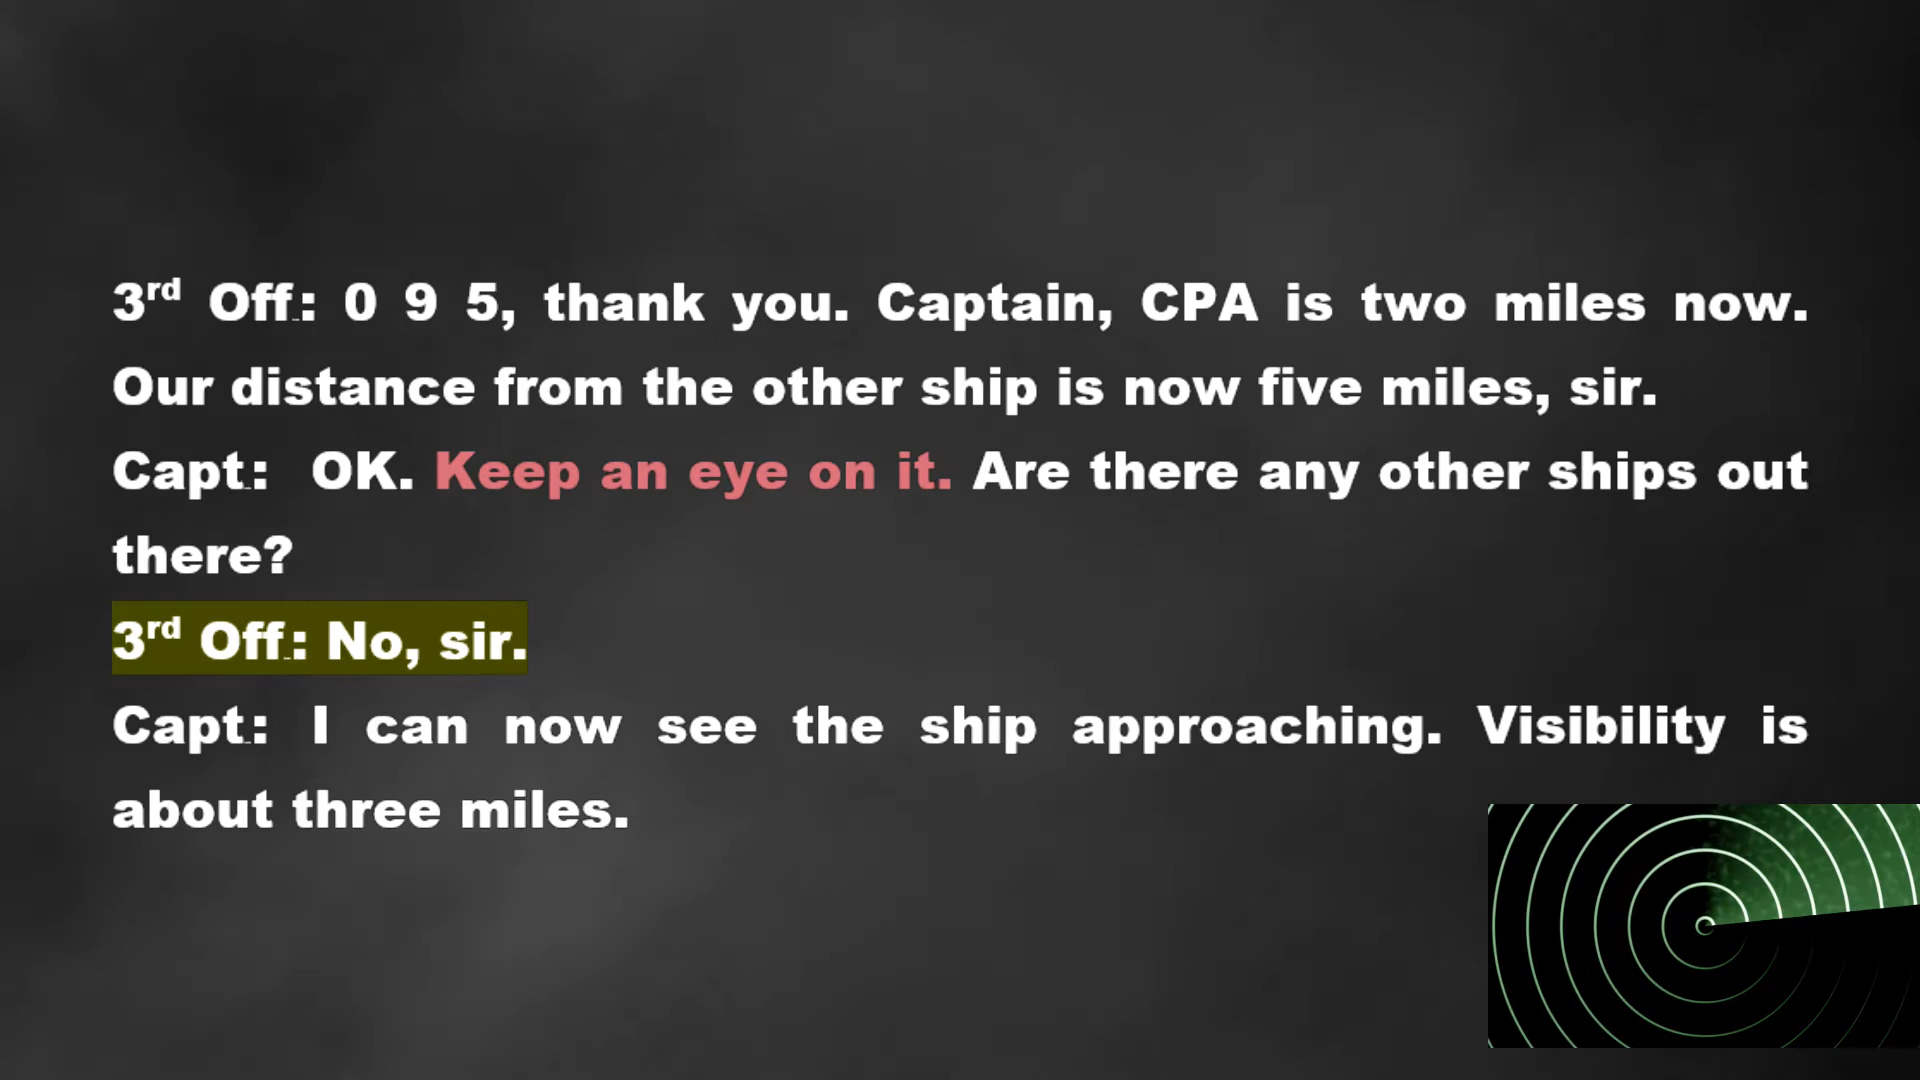 3rd Off.: 0 9 5, thank you. Captain, CPA is two miles now.
Our distance from the other ship is now five miles, sir.
Capt.: OK. Keep an eye on it. Are there any other ships out
there?
3rd Off.: No, sir.
Capt.: I can now see the ship approaching. Visibility is
about three miles.